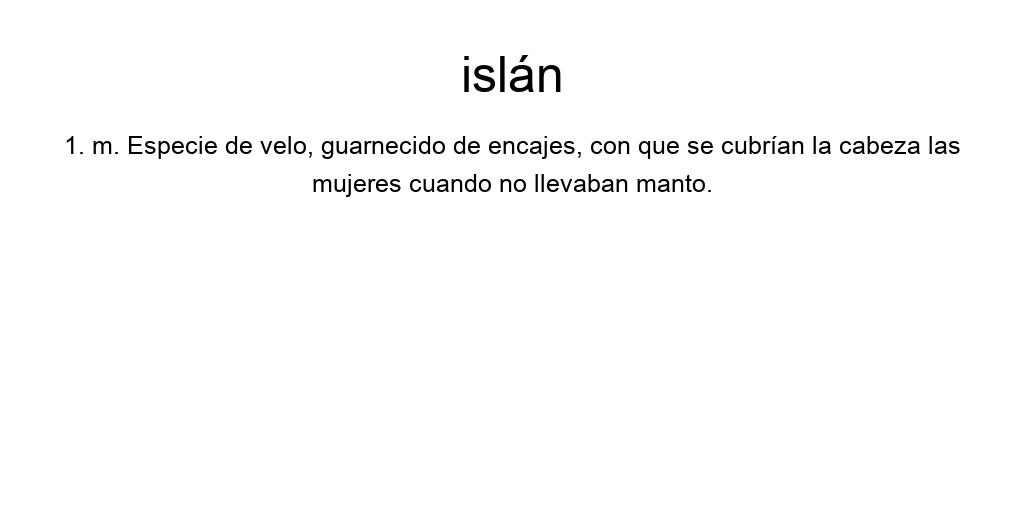 islán
1. m. Especie de velo, guarnecido de encajes, con que se cubrían la cabeza las
mujeres cuando no llevaban manto.